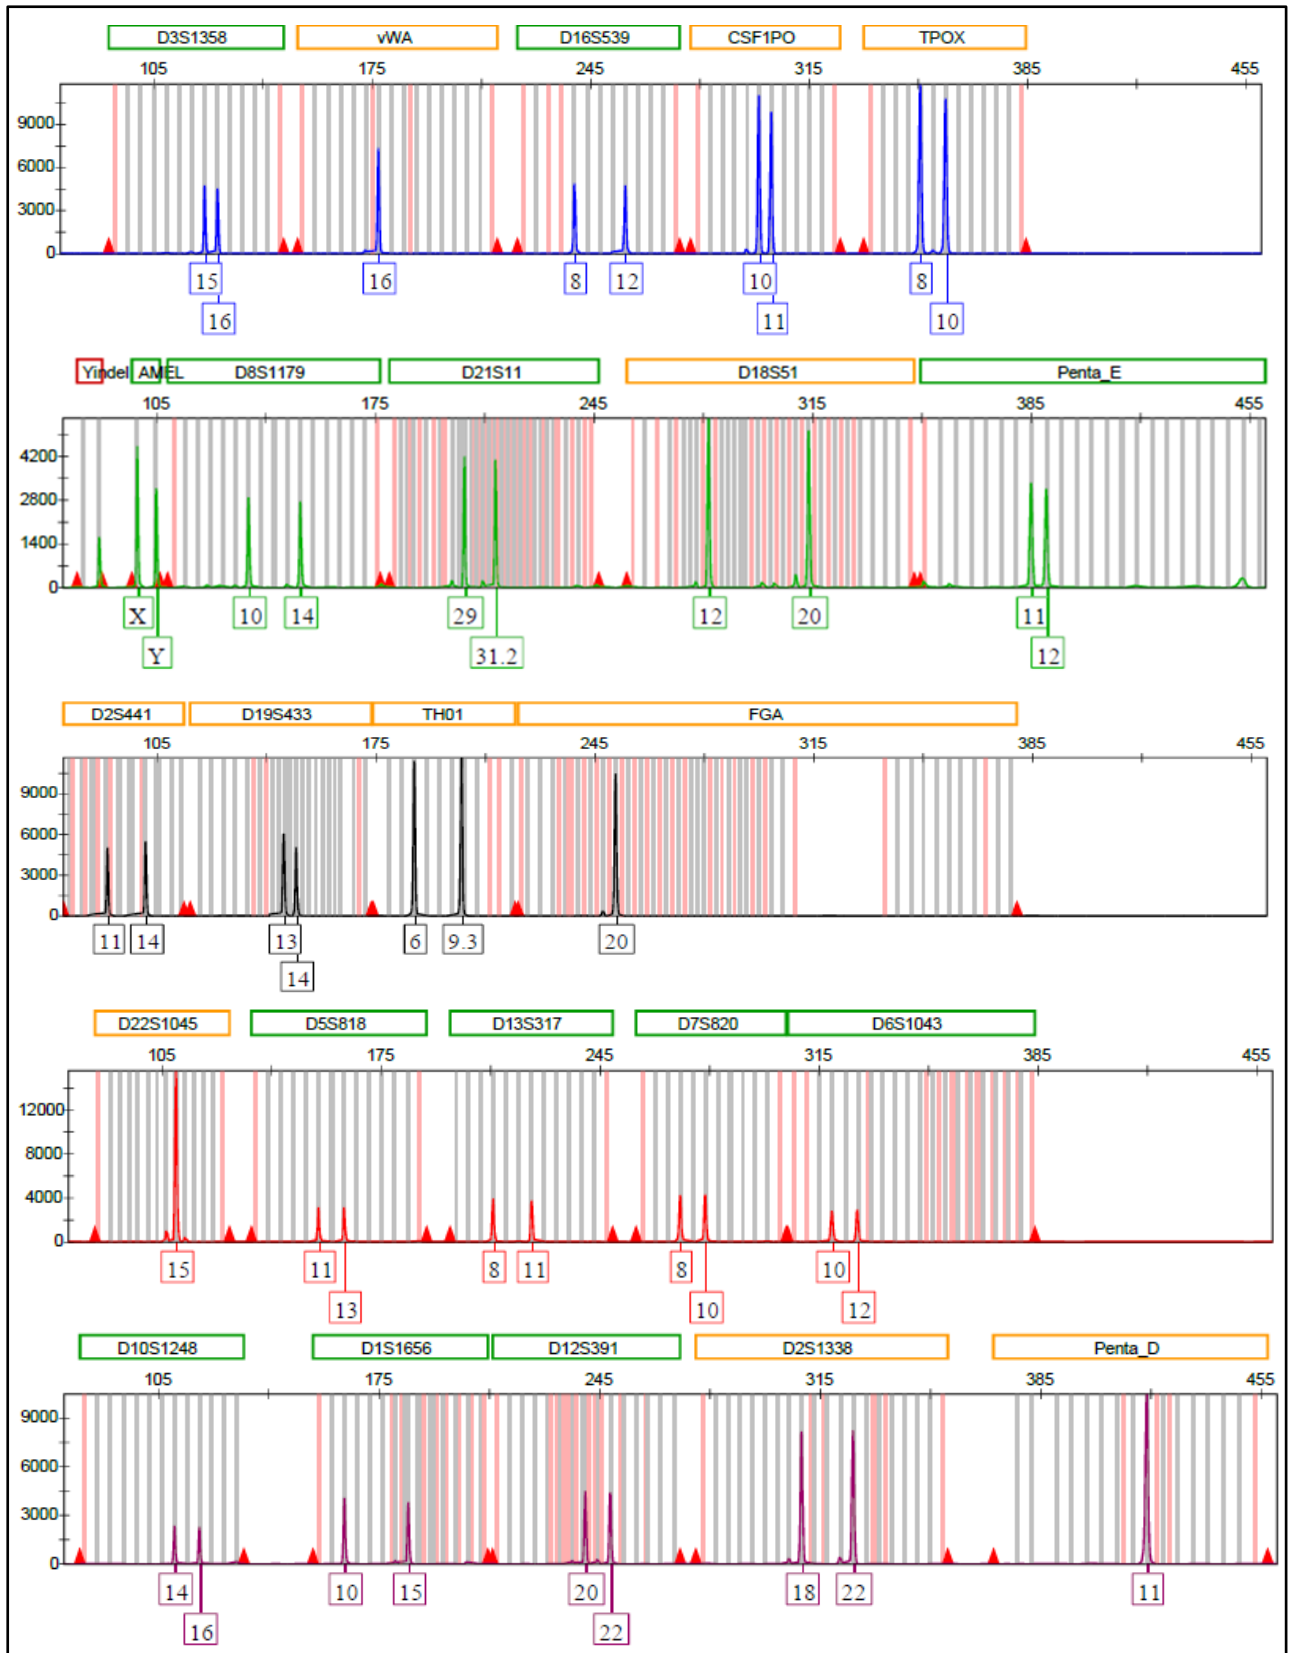 D3S1358 vWA D16S539 CSF1PO TPOX
105 175 245 315 385 455
9000
6000
3000
0
15 16 8 12 10 8
16 11 10
Yindel AMEL D8S1179 D21S11 D18S51 Penta_E
105 175 245 315 385 455
4200
2800
1400
0
X 10 14 29 12 20 11
Y 31.2 12
D2S441 D19S433 TH01 FGA
105 175 245 315 385 455
9000
6000
3000
0
11 14 13 6 9.3 20
14
D22S1045 D5S818 D13S317 D7S820 D6S1043
105 175 245 315 385 455
12000
8000
4000
0
15 11 8 11 8 10
13 10 12
D10S1248 D1S1656 D12S391 D2S1338 Penta_D
105 175 245 315 385 455
9000
6000
3000
0
14 10 15 20 18 22 11
16 22